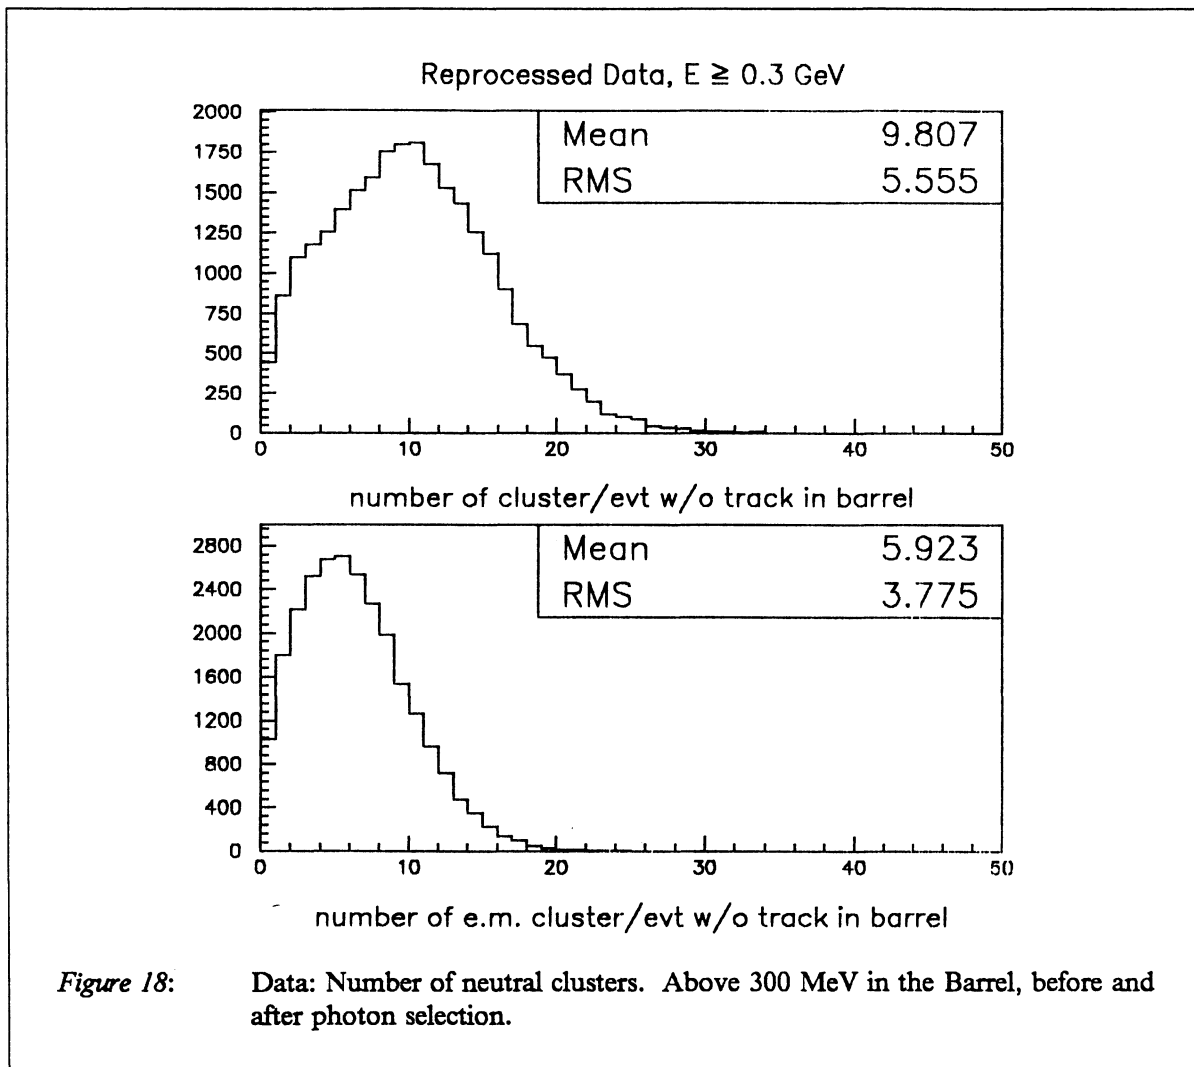 Reprocessed Data, E ≧ 0.3 GeV
2000
1750
1500
1250
1000
750
500
250
0
Mean 9.807
RMS 5.555
0 10 20 30 40 50
number of cluster/evt w/o track in barrel
2800
2400
2000
1600
1200
800
400
0
Mean 5.923
RMS 3.775
0 10 20 30 40 50
number of e.m. cluster/evt w/o track in barrel
Figure 18: Data: Number of neutral clusters. Above 300 MeV in the Barrel, before and
after photon selection.